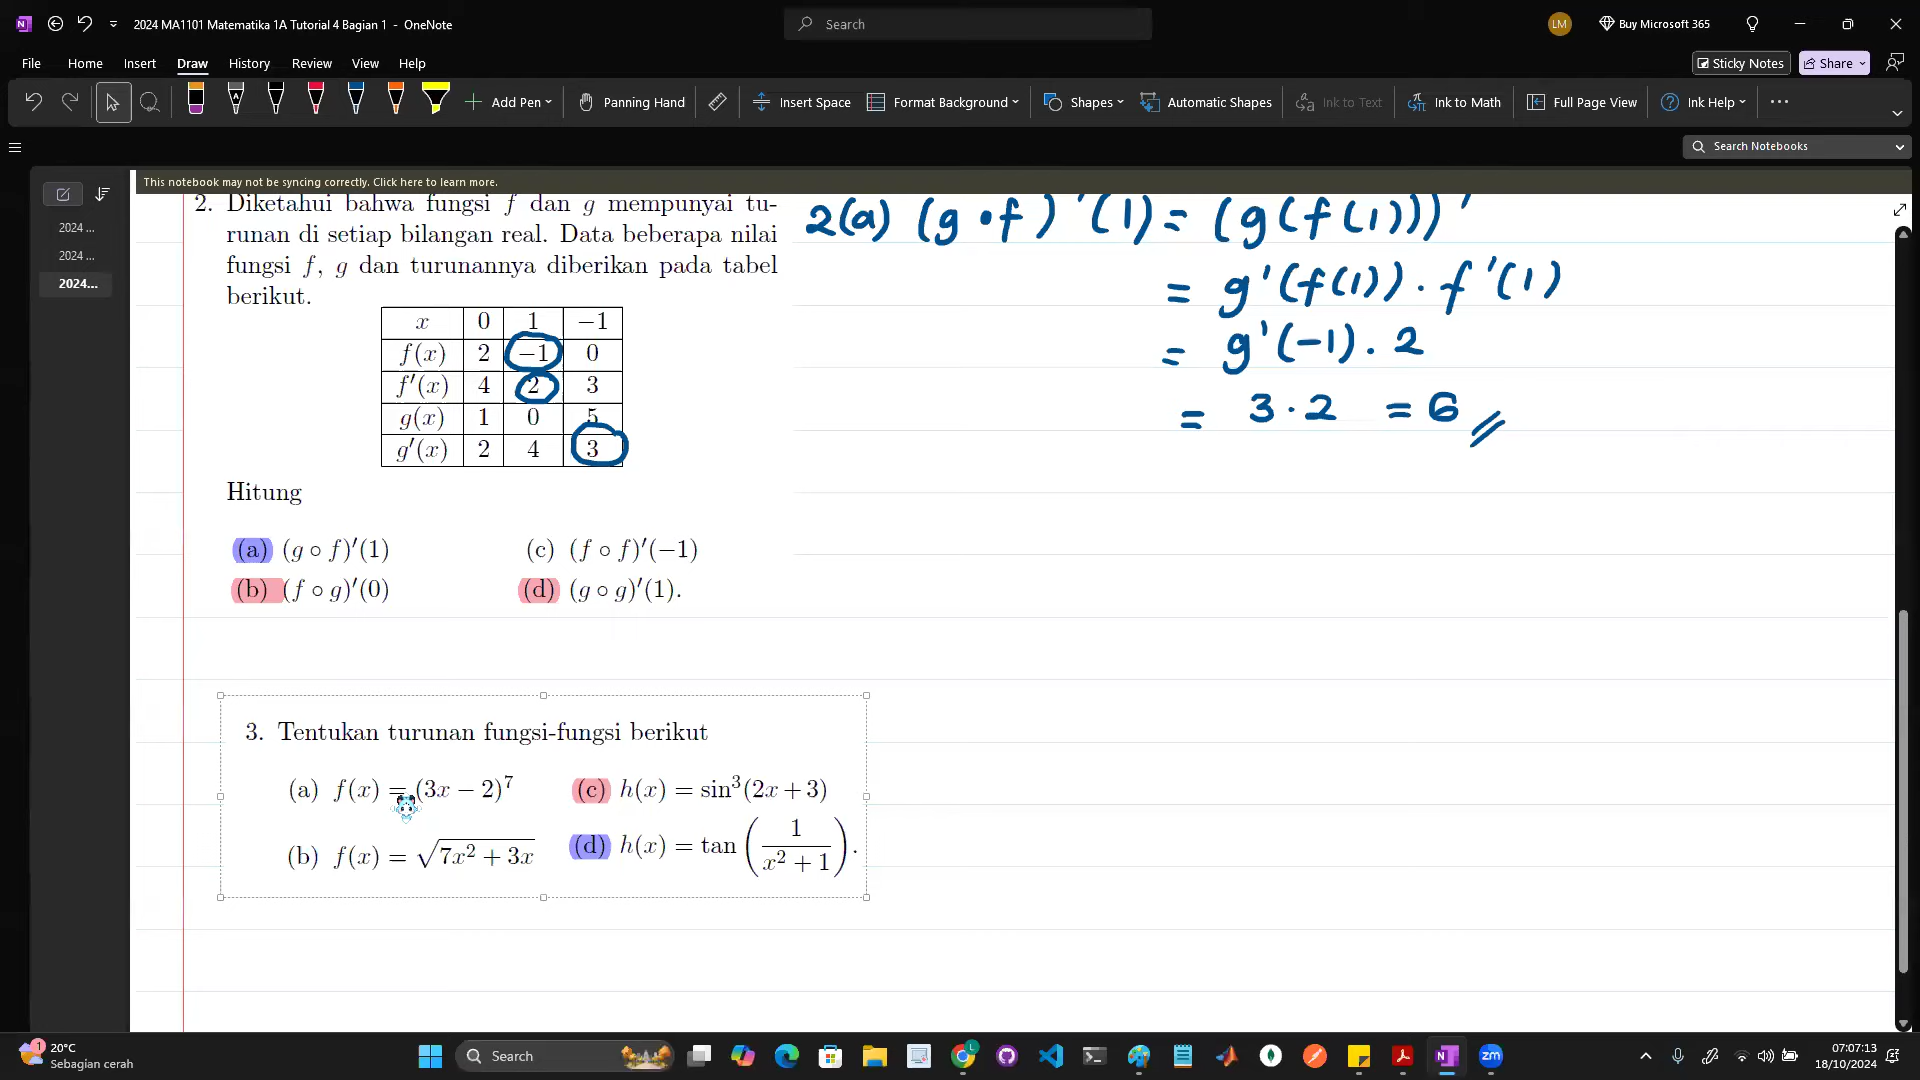 2024 MA1101 Matematika 1A Tutorial 4 Bagian 1 - OneNote
Search
LM
Buy Microsoft 365
File Home Insert Draw History Review View Help
Sticky Notes
Share
Add Pen
Panning Hand
Insert Space
Format Background
Shapes
Automatic Shapes
Ink to Text
Ink to Math
Full Page View
Ink Help
Search Notebooks
This notebook may not be syncing correctly. Click here to learn more.
2024 ...
2024 ...
2024...
2. Diketahui bahwa fungsi f dan g mempunyai tu-
runan di setiap bilangan real. Data beberapa nilai
fungsi f, g dan turunannya diberikan pada tabel
berikut.
x 0 1 −1
f(x) 2 −1 0
f′(x) 4 2 3
g(x) 1 0 5
g′(x) 2 4 3
Hitung
(a) (g ∘ f)′(1) (c) (f ∘ f)′(−1)
(b) (f ∘ g)′(0) (d) (g ∘ g)′(1).
2(a) (g ∘ f)′(1) = (g(f(1)))′
= g′(f(1)) · f′(1)
= g′(−1) · 2
= 3 · 2 = 6
3. Tentukan turunan fungsi-fungsi berikut
(a) f(x) = (3x − 2)⁷ (c) h(x) = sin³(2x + 3)
(b) f(x) = √(7x² + 3x) (d) h(x) = tan (1/(x² + 1)).
1
20°C
Sebagian cerah
Search
L
zm
07:07:13
18/10/2024